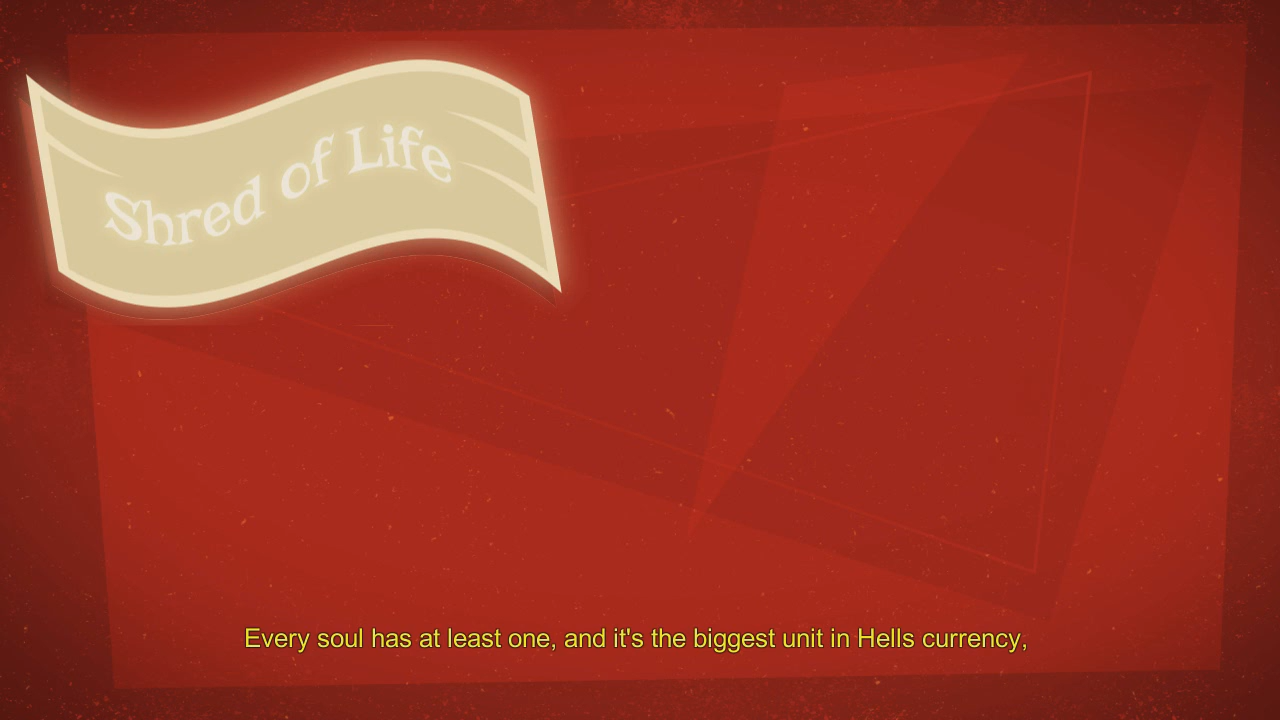 Shred of Life
Every soul has at least one, and it's the biggest unit in Hells currency,